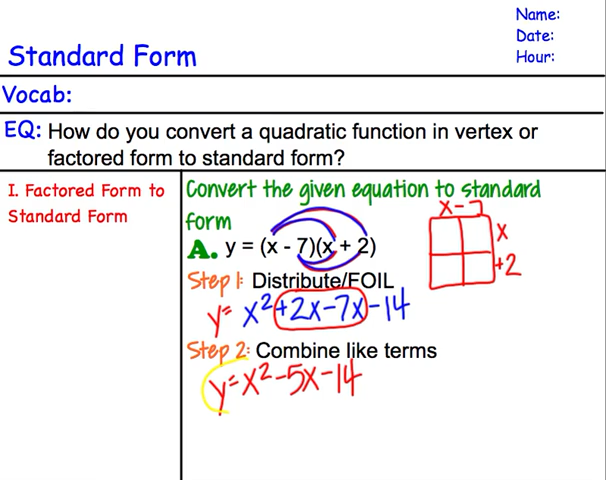 Name:
Date:
Hour:
Standard Form
Vocab:
EQ: How do you convert a quadratic function in vertex or
factored form to standard form?
I. Factored Form to
Standard Form
Convert the given equation to standard
form
A. y = (x - 7)(x + 2)
x - 7
x
+2
Step 1: Distribute/FOIL
y= x² +2x -7x -14
Step 2: Combine like terms
y = x² -5x -14